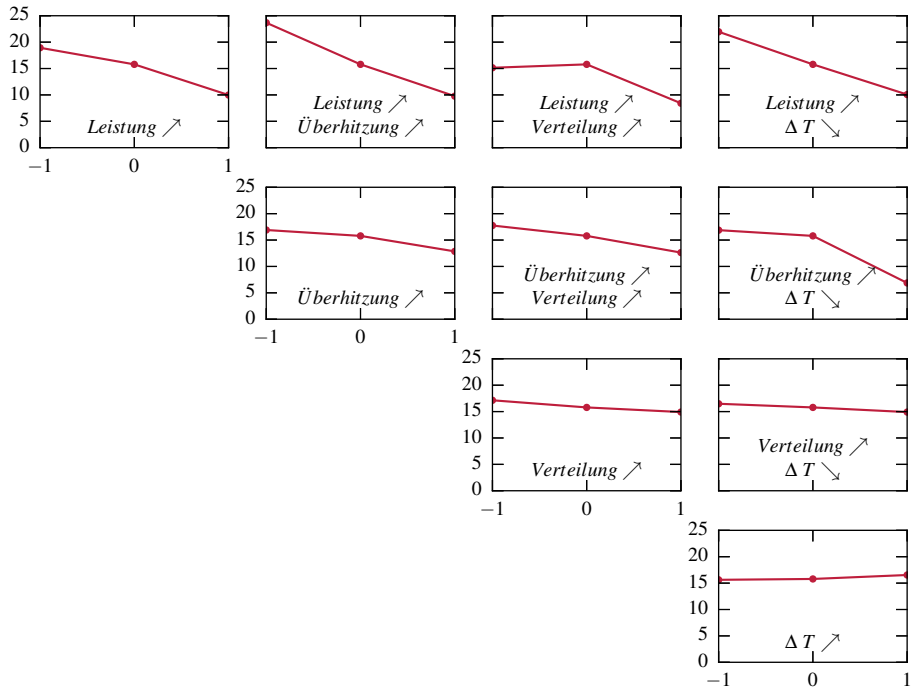 25
20
15
10
5
0
Leistung ↗
−1 0 1
Leistung ↗
Überhitzung ↗
Leistung ↗
Verteilung ↗
Leistung ↗
Δ T ↘
25
20
15
10
5
0
Überhitzung ↗
−1 0 1
Überhitzung ↗
Verteilung ↗
Überhitzung ↗
Δ T ↘
25
20
15
10
5
0
Verteilung ↗
−1 0 1
Verteilung ↗
Δ T ↘
25
20
15
10
5
0
Δ T ↗
−1 0 1